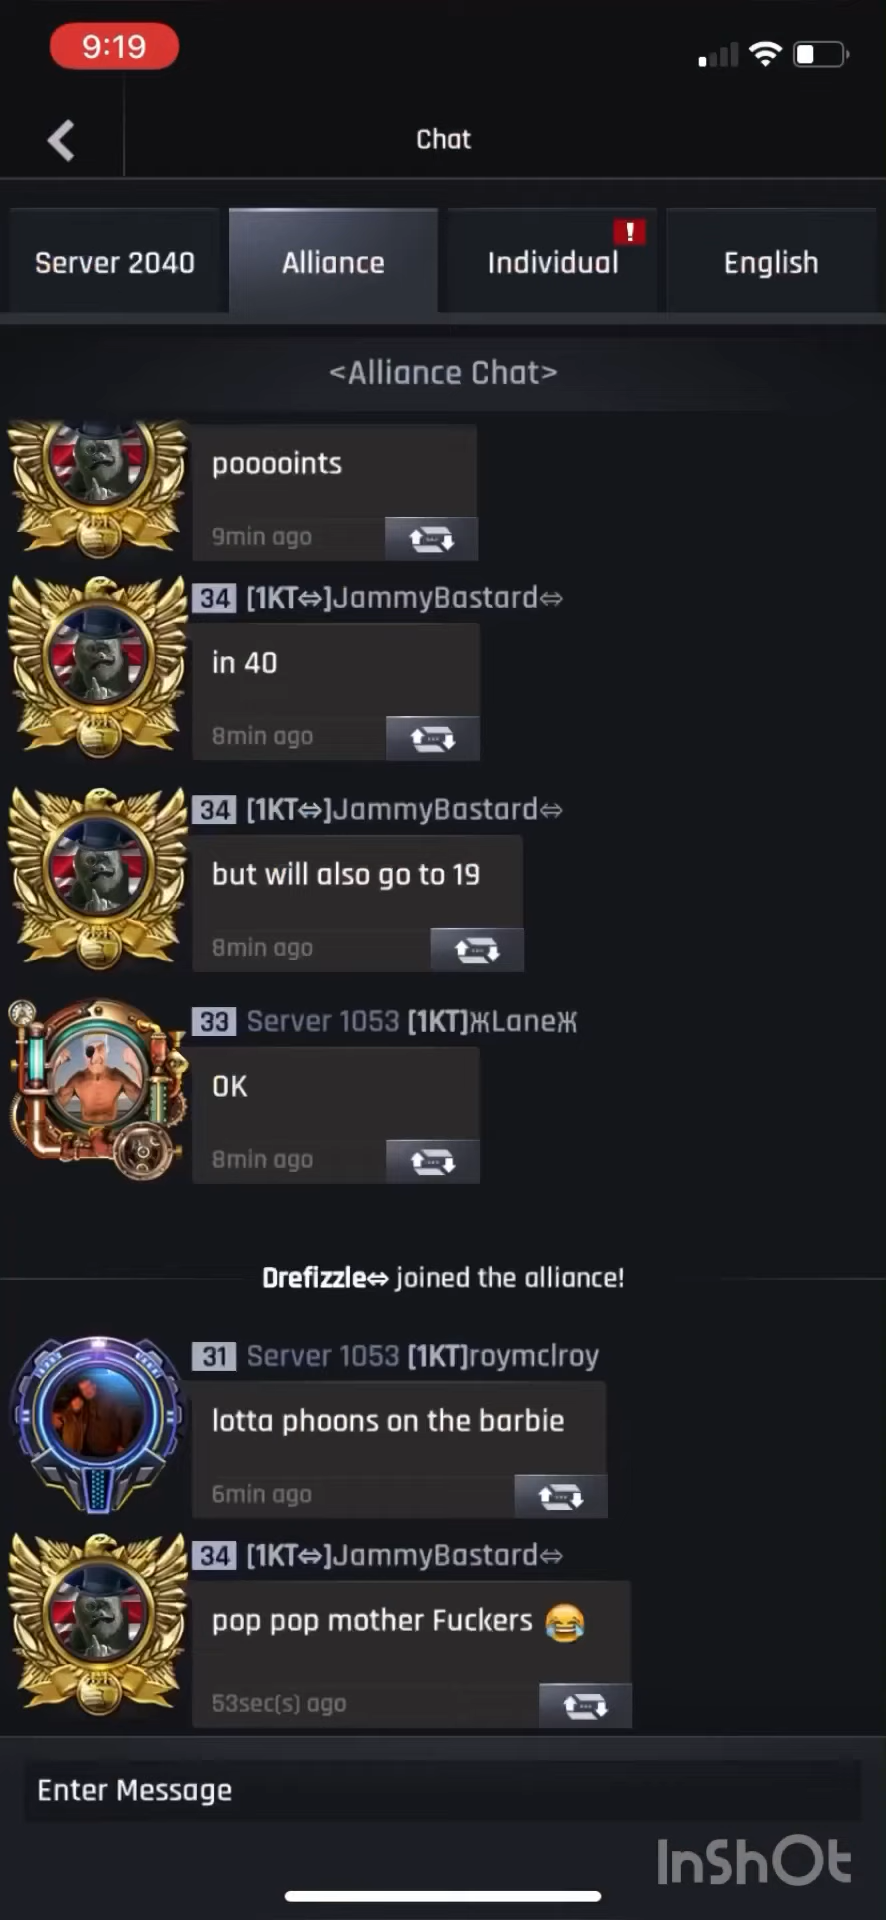 9:19
Chat
Server 2040
Alliance
Individual
!
English
<Alliance Chat>
pooooints
9min ago
34 [1KT⇔]JammyBastard⇔
in 40
8min ago
34 [1KT⇔]JammyBastard⇔
but will also go to 19
8min ago
33 Server 1053 [1KT]ӜLaneӜ
OK
8min ago
Drefizzle⇔ joined the alliance!
31 Server 1053 [1KT]roymclroy
lotta phoons on the barbie
6min ago
34 [1KT⇔]JammyBastard⇔
pop pop mother Fuckers 😂
53sec(s) ago
Enter Message
InShOt